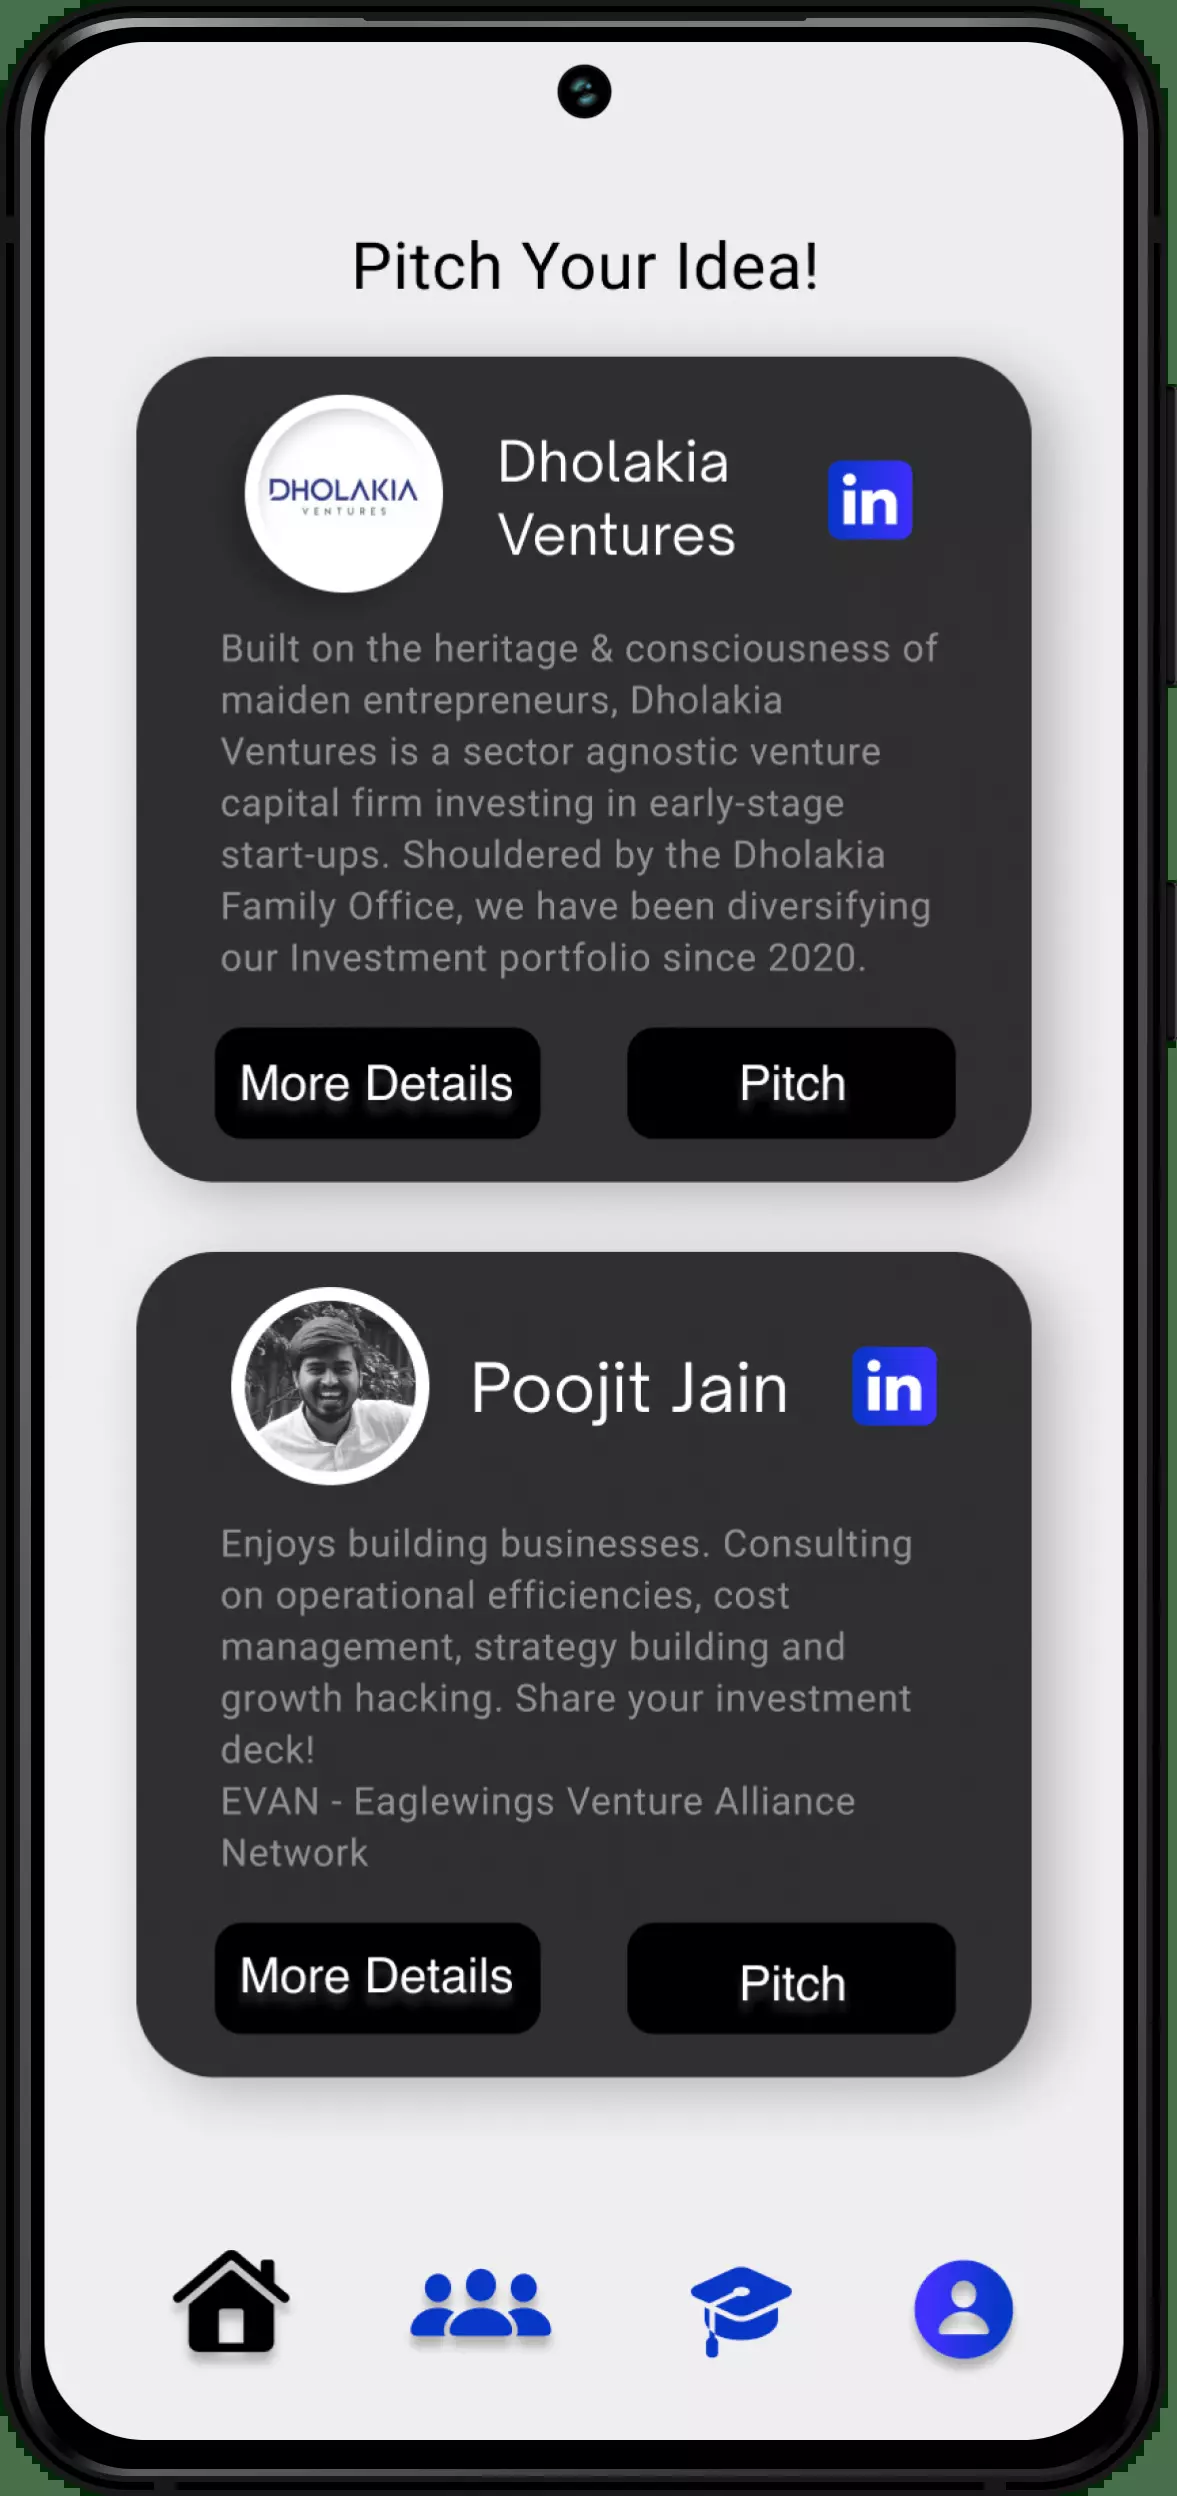 Pitch Your Idea!
DHOLAKIA
VENTURES
Dholakia
Ventures
in
Built on the heritage & consciousness of
maiden entrepreneurs, Dholakia
Ventures is a sector agnostic venture
capital firm investing in early-stage
start-ups. Shouldered by the Dholakia
Family Office, we have been diversifying
our Investment portfolio since 2020.
More Details
Pitch
Poojit Jain
in
Enjoys building businesses. Consulting
on operational efficiencies, cost
management, strategy building and
growth hacking. Share your investment
deck!
EVAN - Eaglewings Venture Alliance
Network
More Details
Pitch